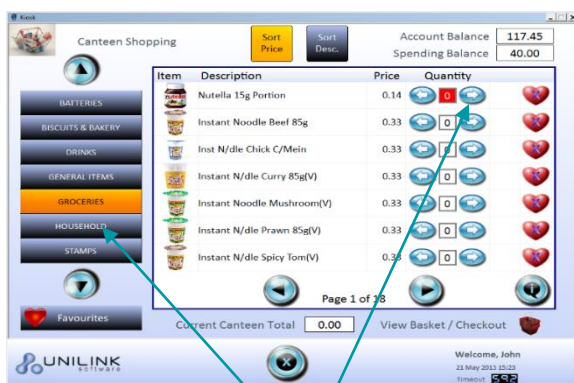 Kiosk
Canteen Shopping
Sort Price
Sort Desc.
Account Balance 117.45
Spending Balance 40.00
Item Description Price Quantity
BATTERIES
BISCUITS & BAKERY
DRINKS
GENERAL ITEMS
GROCERIES
HOUSEHOLD
STAMPS
Favourites
nutella Nutella 15g Portion 0.14 0
Instant Noodle Beef 85g 0.33 0
Inst N/dle Chick C/Mein 0.33 0
Instant N/dle Curry 85g(V) 0.33 0
Instant Noodle Mushroom(V) 0.33 0
Instant N/dle Prawn 85g(V) 0.33 0
Instant N/dle Spicy Tom(V) 0.33 0
Page 1 of 18
Current Canteen Total 0.00 View Basket / Checkout
UNILINK
software
Welcome, John
21 May 2013 15:23
Timeout 592